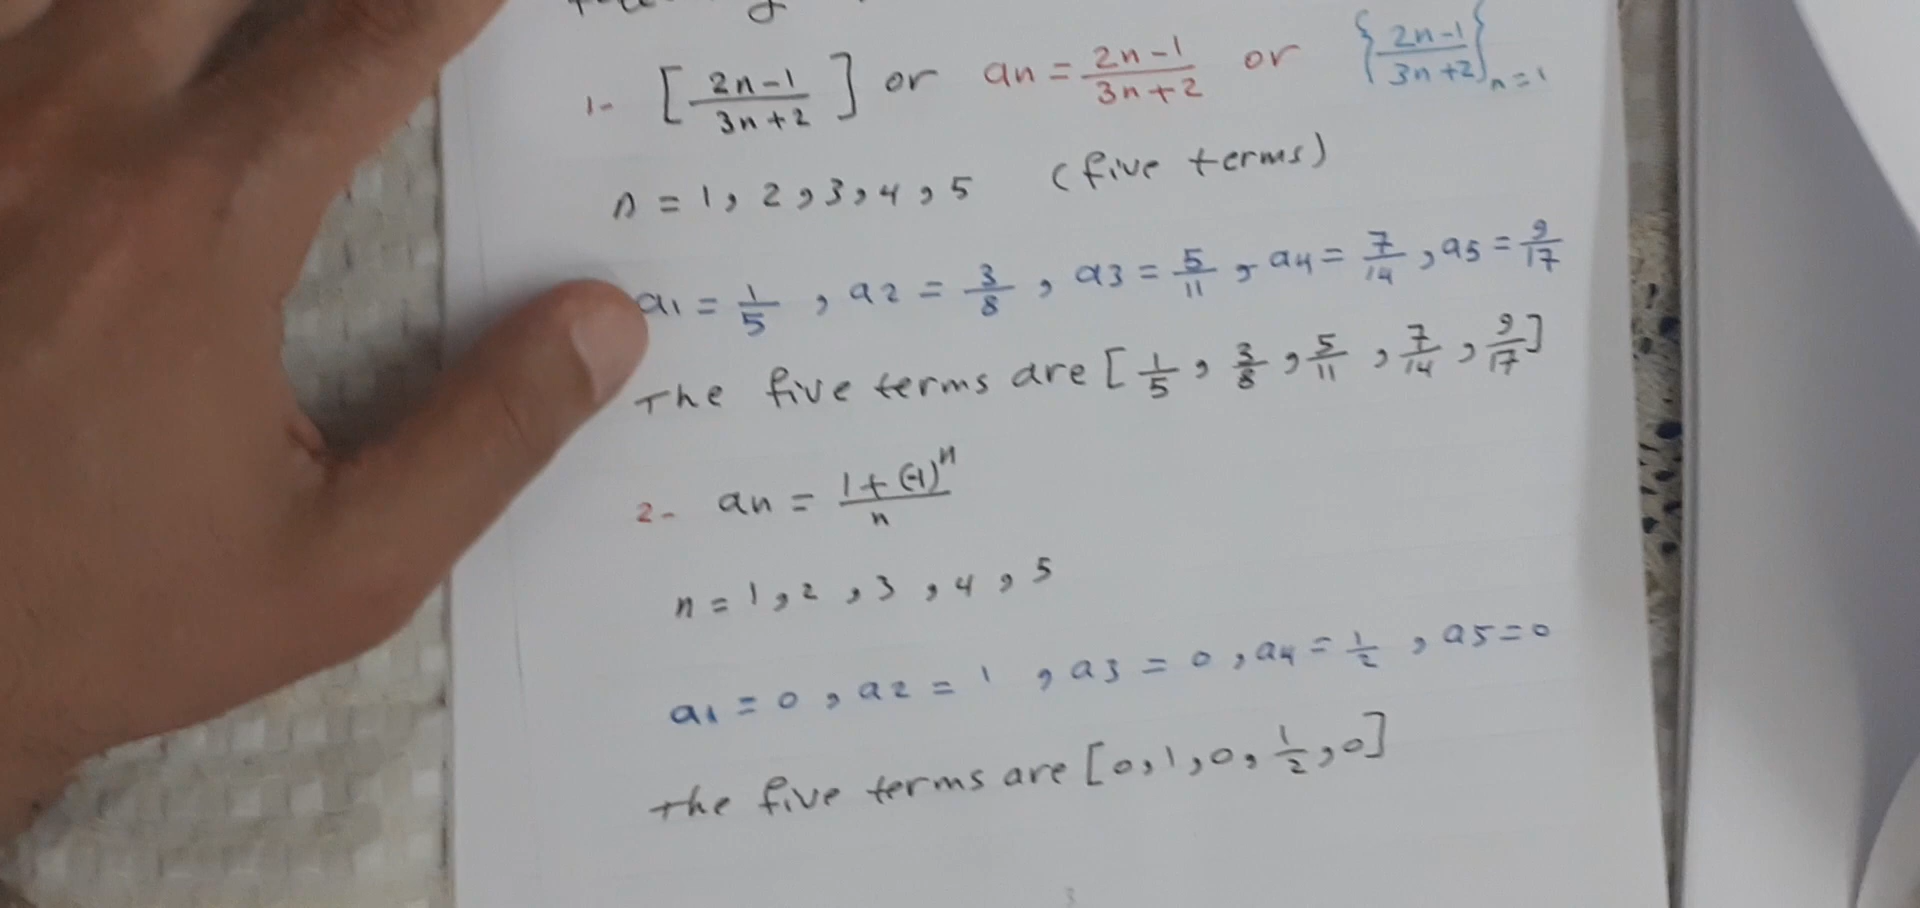 1- [ (2n-1)/(3n+2) ] or an = (2n-1)/(3n+2) or { (2n-1)/(3n+2) } n=1
n = 1, 2, 3, 4, 5 (five terms)
a1 = 1/5, a2 = 3/8, a3 = 5/11, a4 = 7/14, a5 = 9/17
The five terms are [1/5, 3/8, 5/11, 7/14, 9/17]
2- an = (1+(-1)^n)/n
n = 1, 2, 3, 4, 5
a1 = 0, a2 = 1, a3 = 0, a4 = 1/2, a5 = 0
the five terms are [0, 1, 0, 1/2, 0]